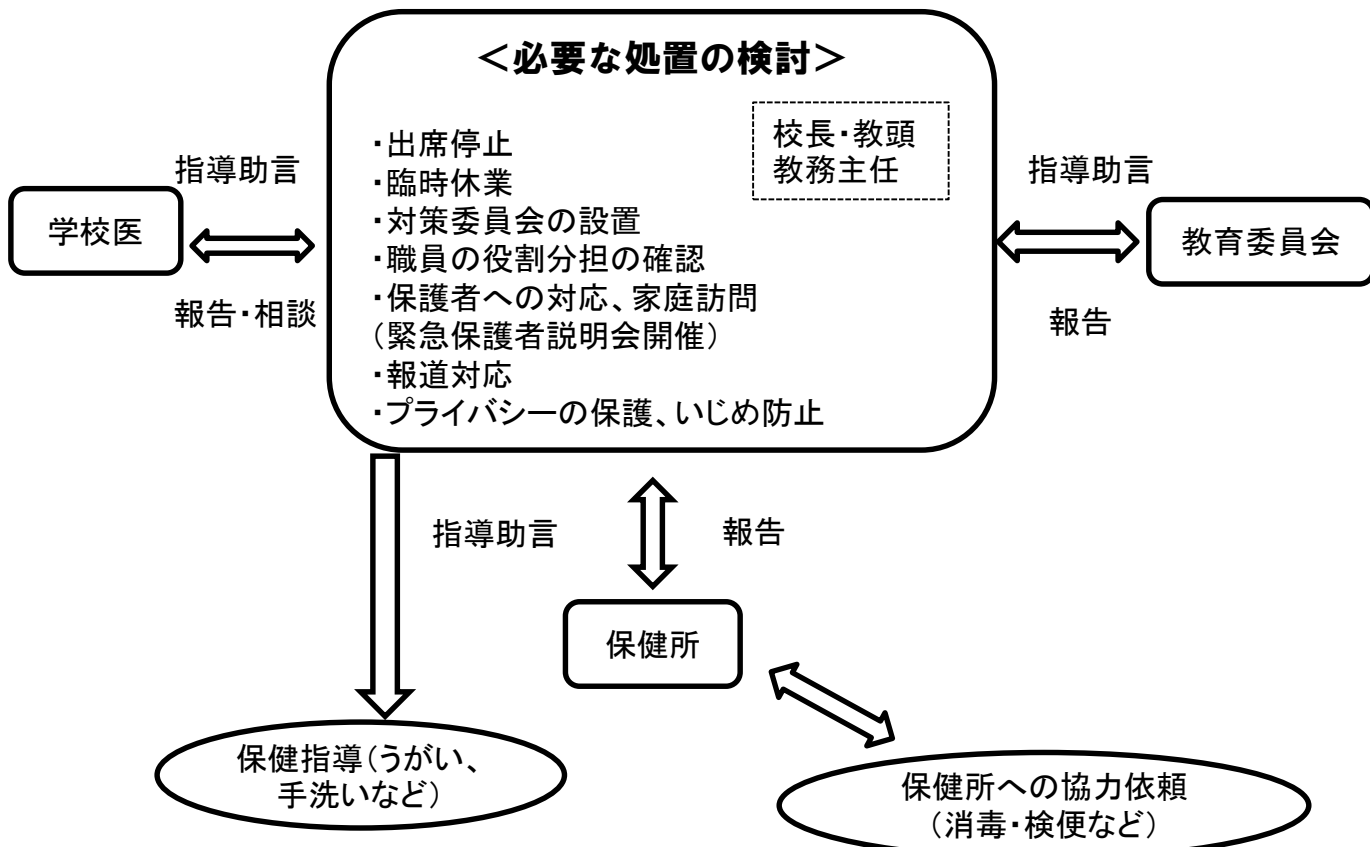 ＜必要な処置の検討＞
校長・教頭
教務主任
・出席停止
・臨時休業
・対策委員会の設置
・職員の役割分担の確認
・保護者への対応、家庭訪問
（緊急保護者説明会開催）
・報道対応
・プライバシーの保護、いじめ防止
指導助言
学校医
報告・相談
指導助言
教育委員会
報告
指導助言
報告
保健所
保健指導（うがい、
手洗いなど）
保健所への協力依頼
（消毒・検便など）